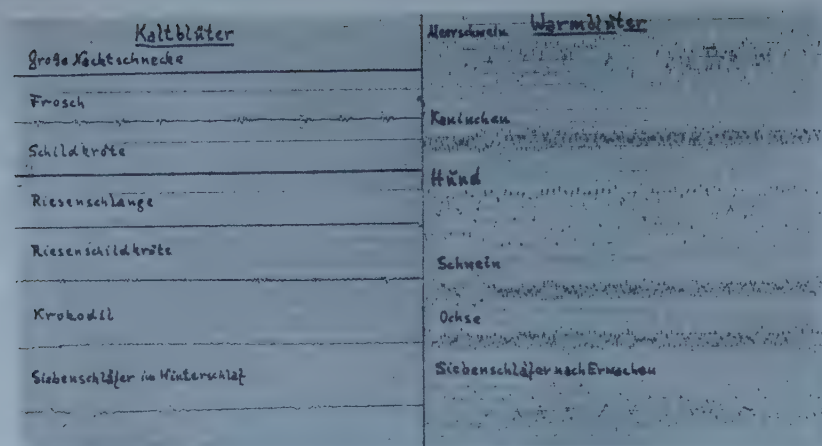 Kaltblüter
Große Nacktschnecke
Frosch
Schildkröte
Riesenschlange
Riesenschildkröte
Krokodil
Siebenschläfer im Winterschlaf
Warmblüter
Meerschwein
Kaninchen
Hund
Schwein
Ochse
Siebenschläfer nach Erwachen